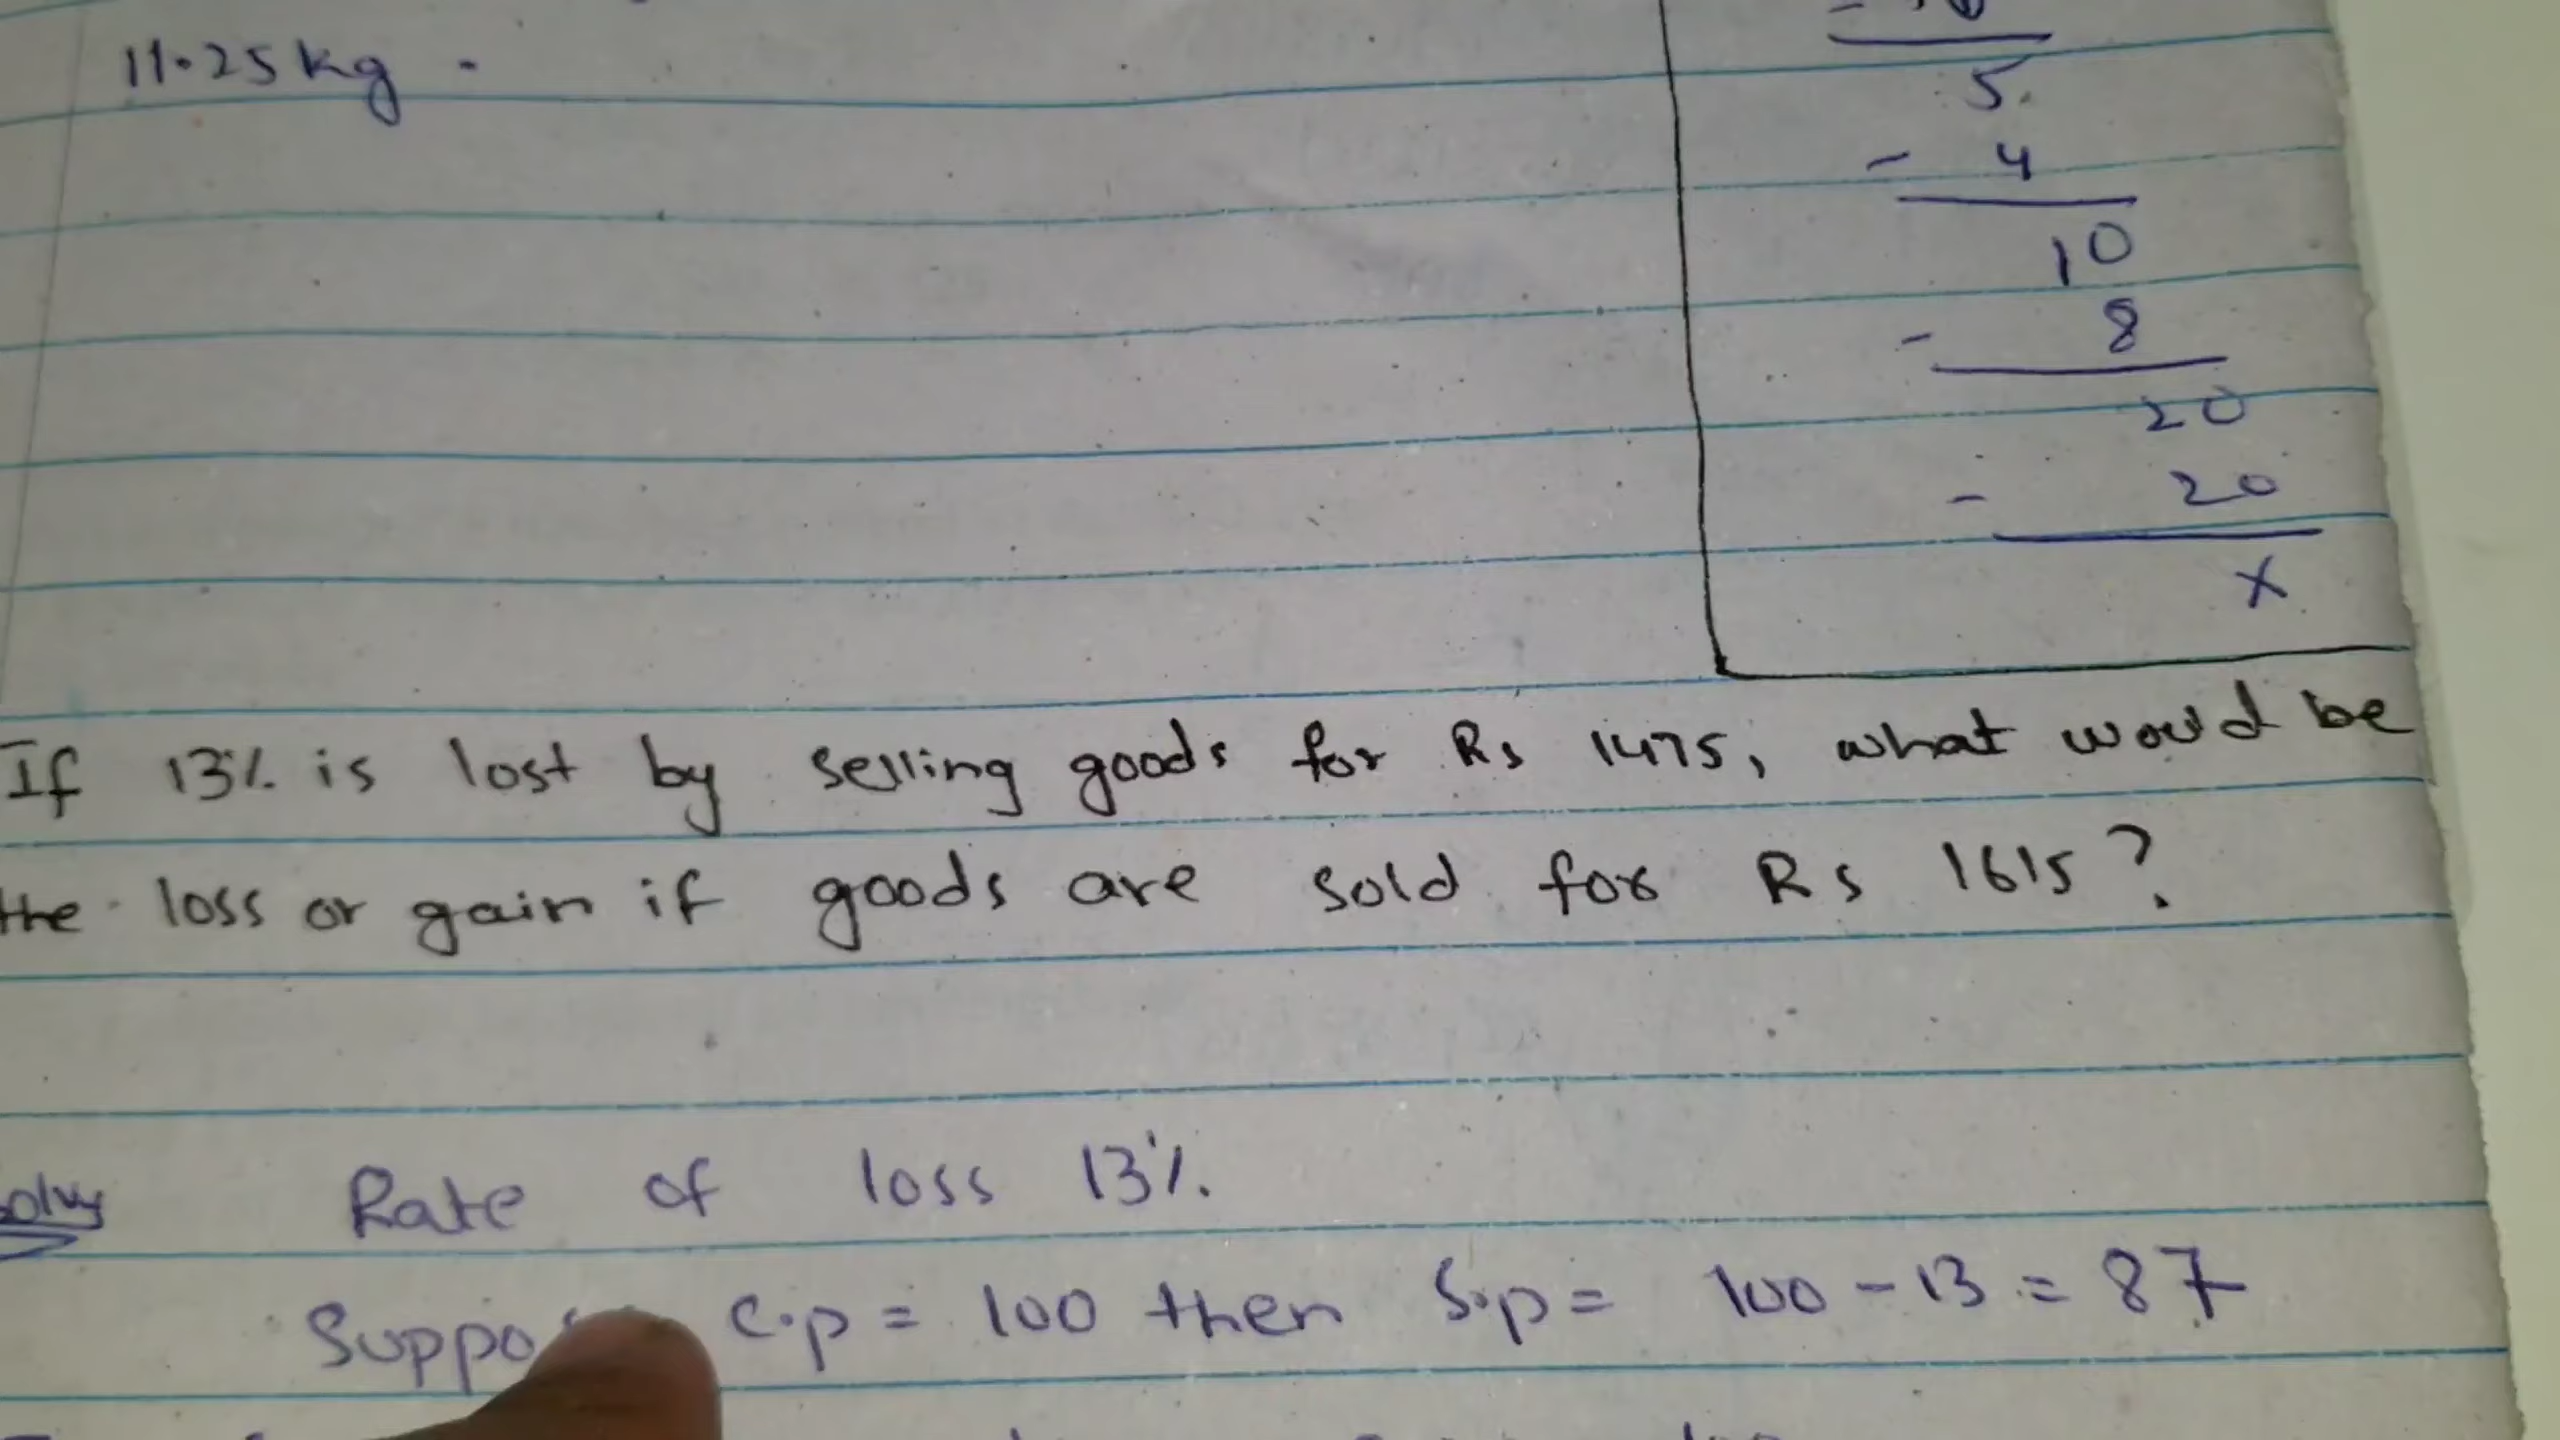 11.25 kg.
5
- 4
10
- 8
20
- 20
x
If 13% is lost by selling goods for Rs 1475, what would be
the loss or gain if goods are sold for Rs 1615?
Rate of loss 13%.
C.p = 100 then S.p = 100 - 13 = 87